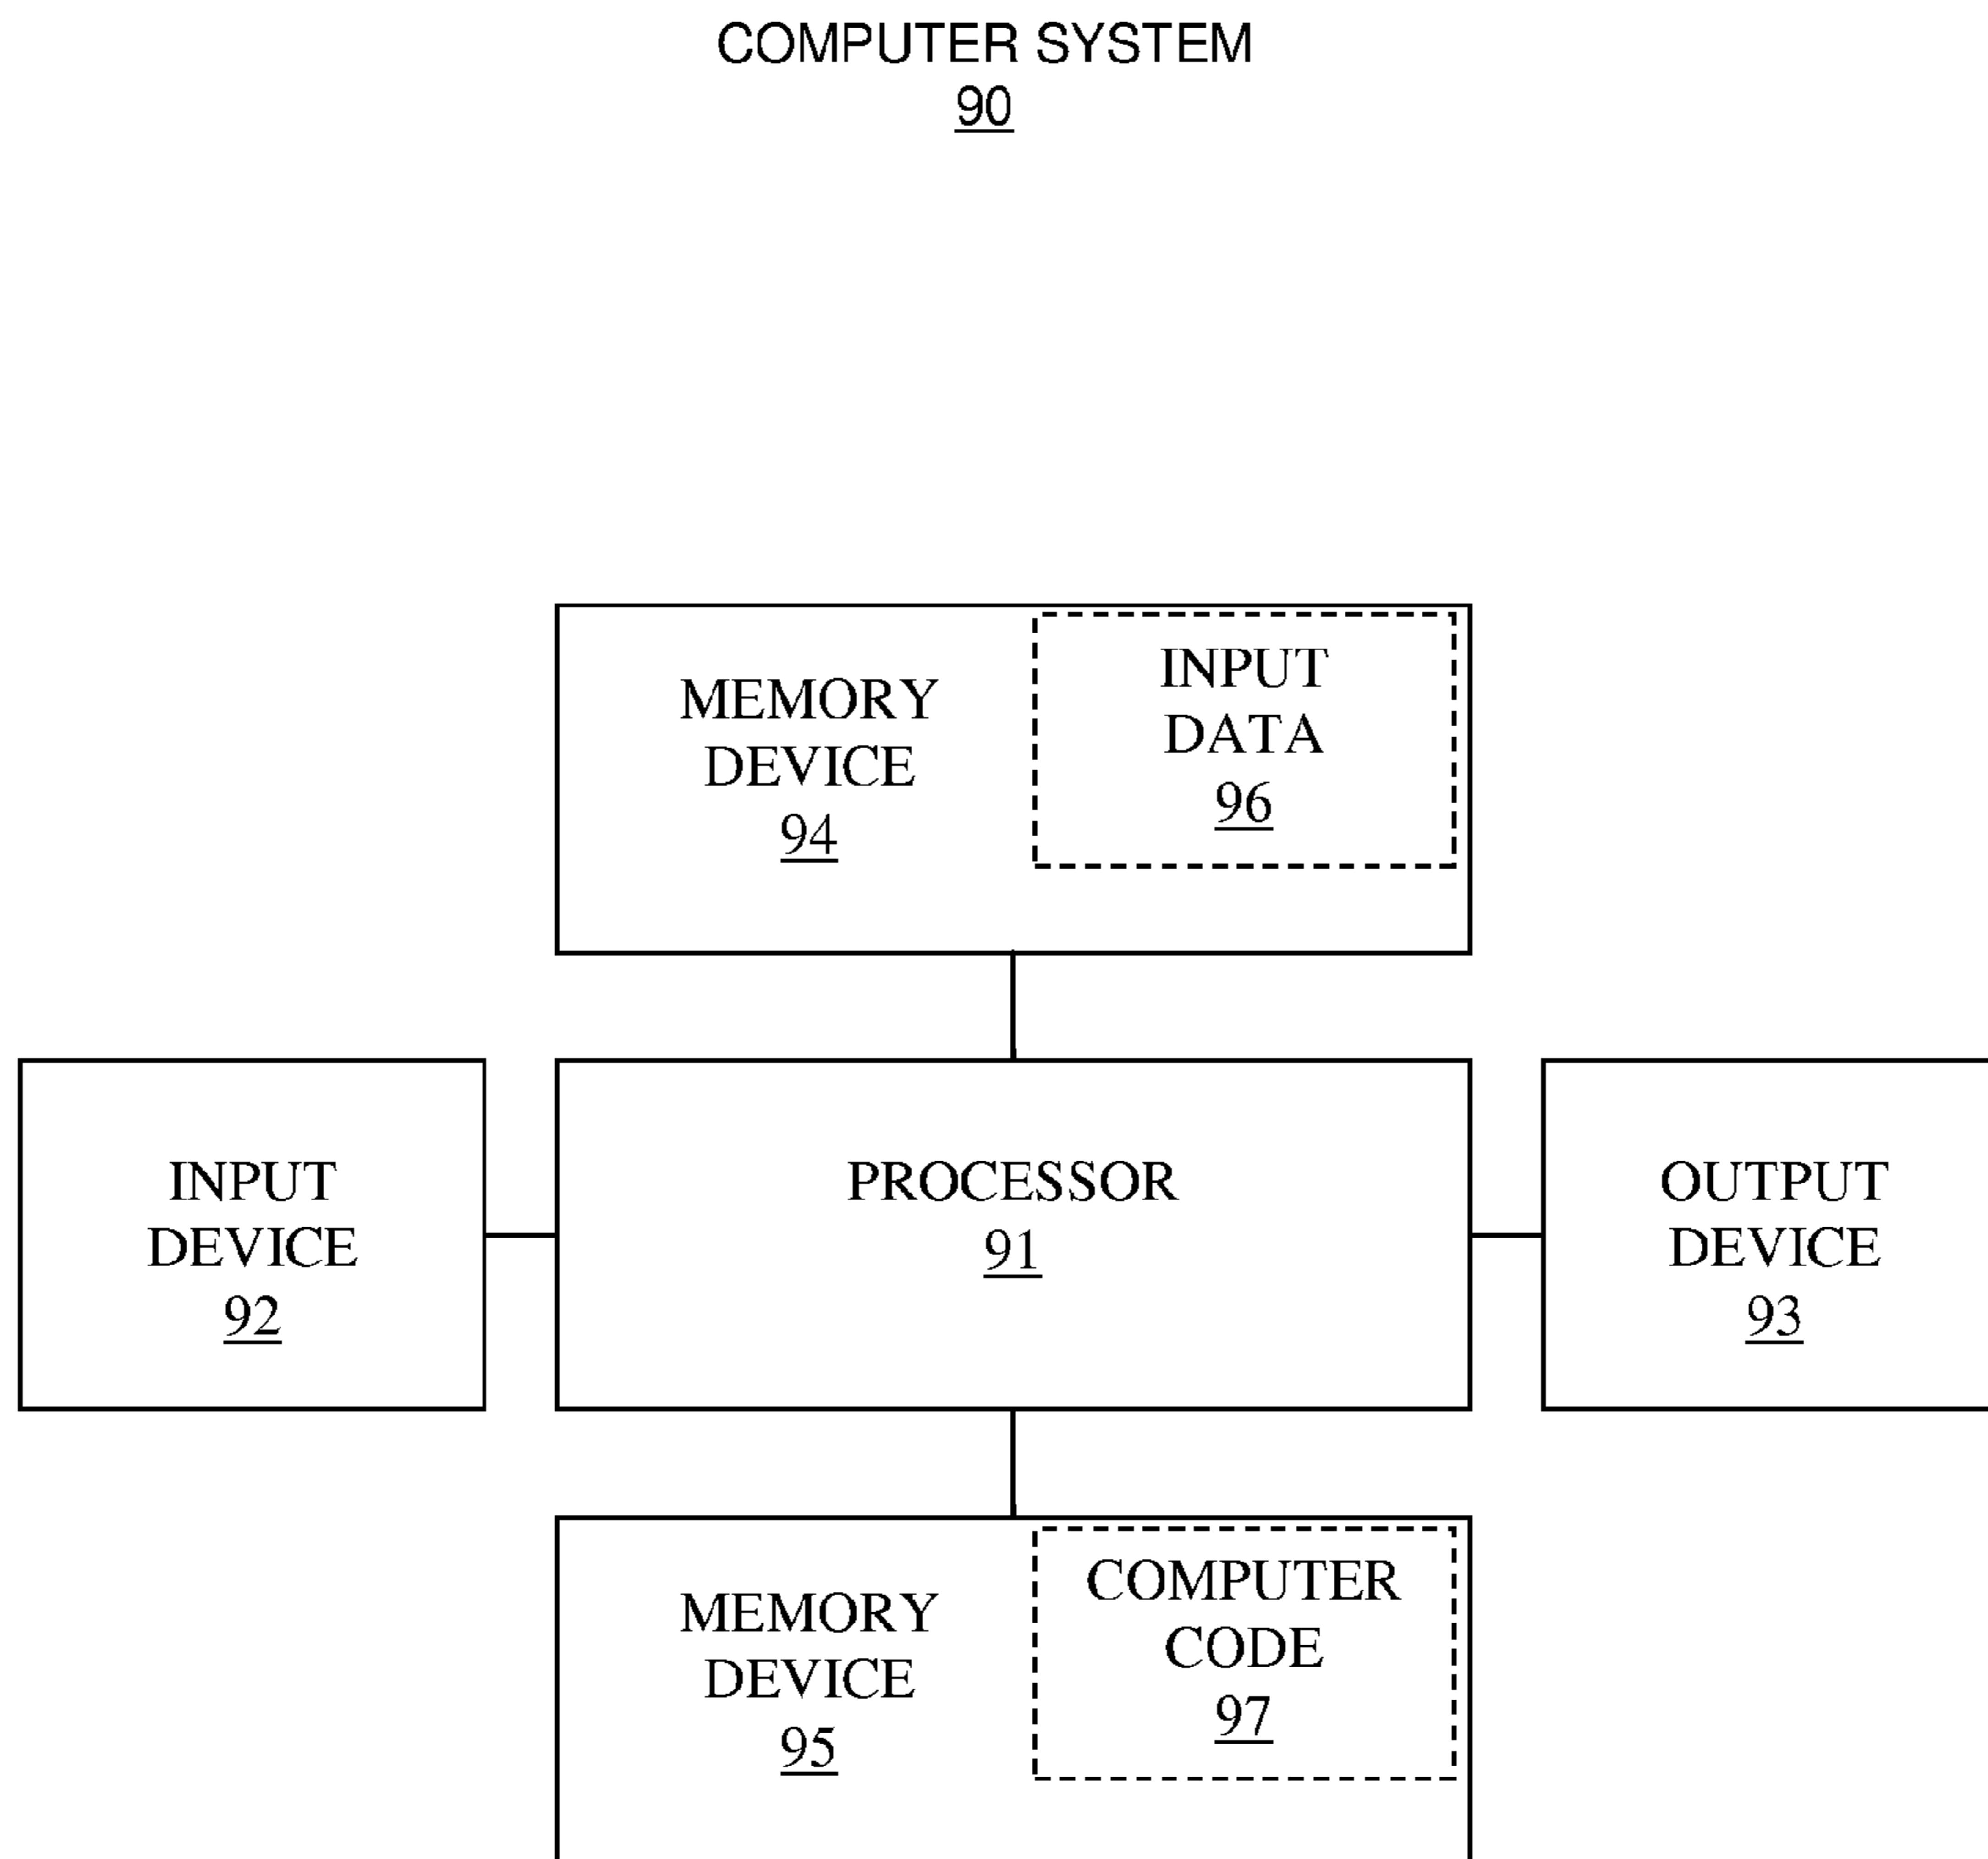 COMPUTER SYSTEM
90
MEMORY
DEVICE
94
INPUT
DATA
96
INPUT
DEVICE
92
PROCESSOR
91
OUTPUT
DEVICE
93
MEMORY
DEVICE
95
COMPUTER
CODE
97